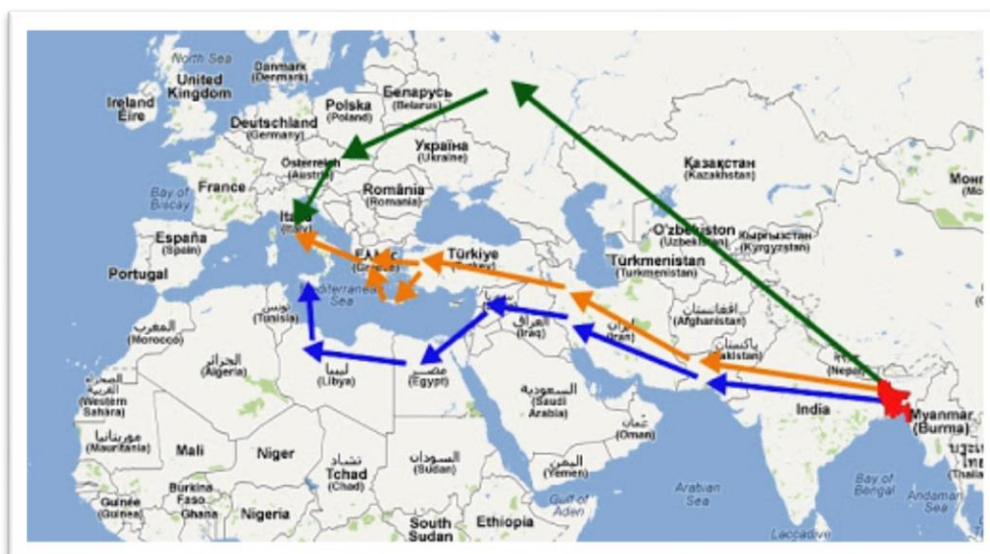 North Sea
Danmark
(Denmark)
United
Kingdom
Ireland
Éire
Беларусь
(Belarus)
Polska
(Poland)
Deutschland
(Germany)
Україна
(Ukraine)
Österreich
(Austria)
Қазақстан
(Kazakhstan)
France
România
(Romania)
Bay of
Biscay
(Italy)
O'zbekiston
(Uzbekistan)
Кыргызстан
(Kyrgyzstan)
España
(Spain)
Türkiye
Türkmenistan
(Turkmenistan)
Portugal
Mediterranean
Sea
تونس
(Tunisia)
العراق
(Iraq)
ایران
(Iran)
افغانستان
(Afghanistan)
پاکستان
المغرب
(Morocco)
الجزائر
(Algeria)
ليبيا
(Libya)
مصر
(Egypt)
(Nepal)
الصحراء
الغربية
(Western
Sahara)
السعودية
(Saudi
Arabia)
India
Myanmar
(Burma)
عُمان
(Oman)
موريتانيا
(Mauritania)
Mali
Niger
تشاد
Tchad
(Chad)
السودان
(Sudan)
اليمن
(Yemen)
Arabian
Sea
Bay of
Bengal
Andaman
Sea
Gulf of
Aden
Burkina
Faso
Ghana
Guinée
(Guinea)
Nigeria
South
Sudan
Ethiopia
Laccadive